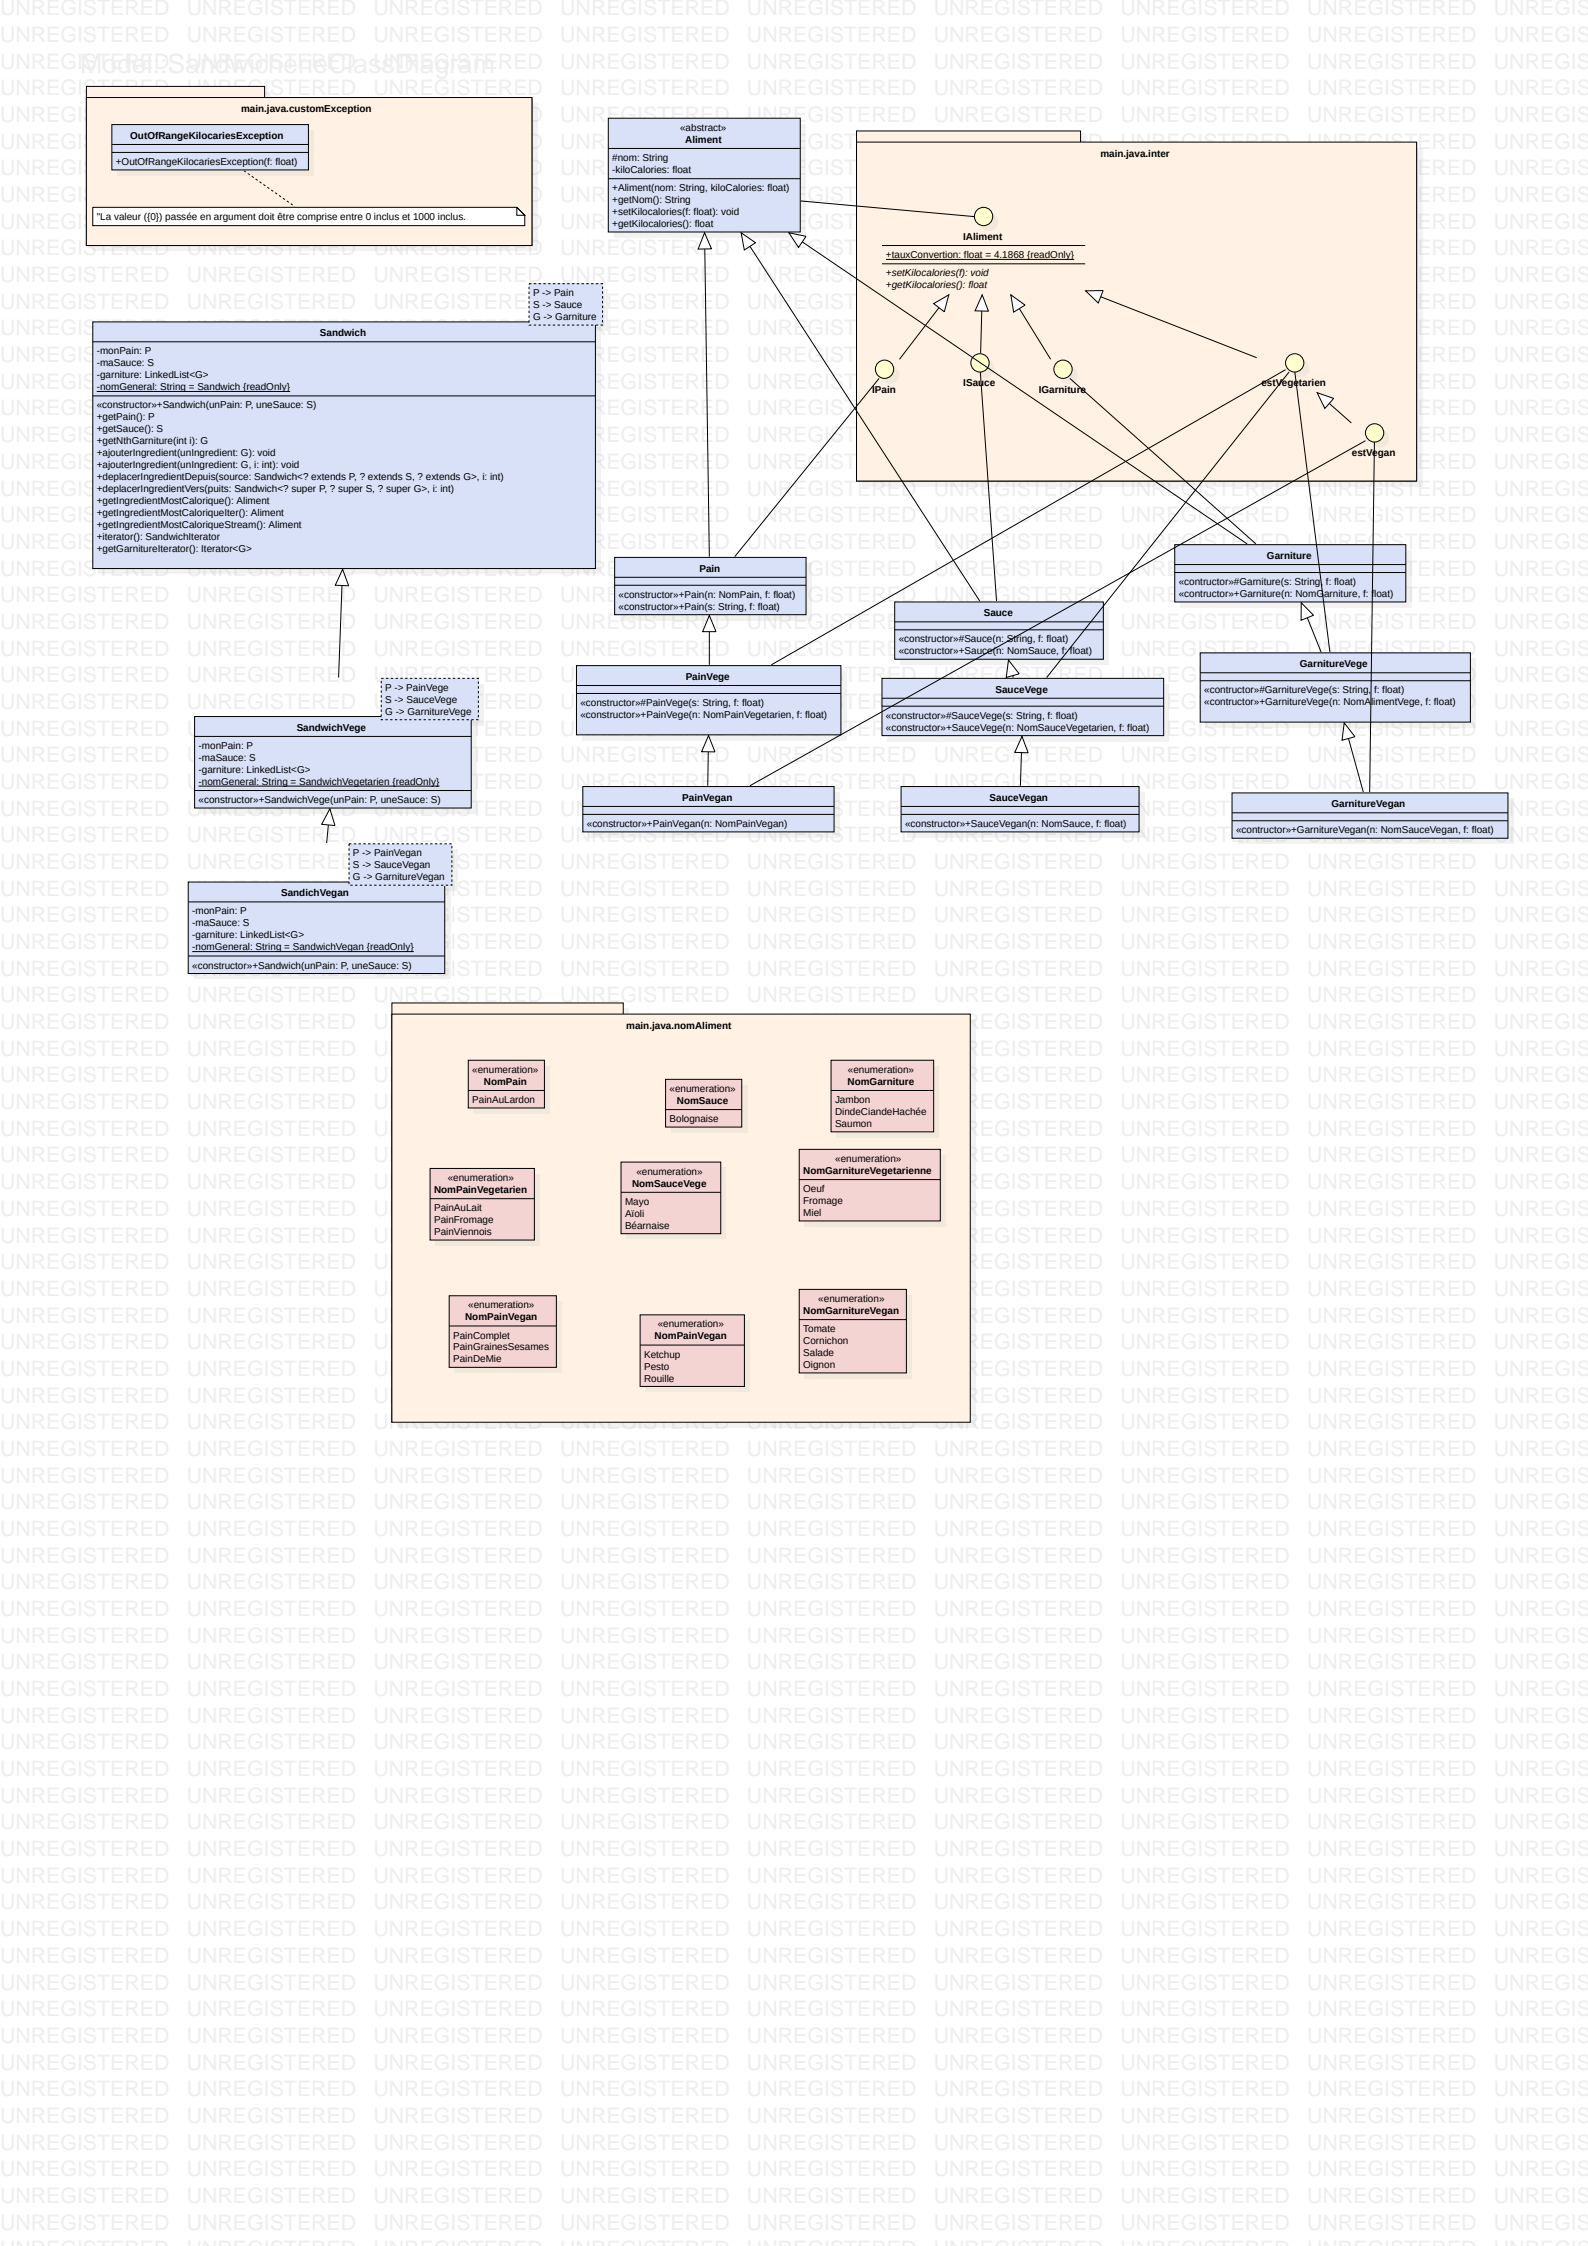 Model::SandwicherieClassDiagram
main.java.customException
OutOfRangeKilocariesException
+OutOfRangeKilocariesException(f: float)
"La valeur ({0}) passée en argument doit être comprise entre 0 inclus et 1000 inclus.
«abstract»
Aliment
#nom: String
-kiloCalories: float
+Aliment(nom: String, kiloCalories: float)
+getNom(): String
+setKilocalories(f: float): void
+getKilocalories(): float
main.java.inter
IAliment
+tauxConvertion: float = 4.1868 {readOnly}
+setKilocalories(f): void
+getKilocalories(): float
IPain
ISauce
IGarniture
estVegetarien
estVegan
P -> Pain
S -> Sauce
G -> Garniture
Sandwich
-monPain: P
-maSauce: S
-garniture: LinkedList<G>
-nomGeneral: String = Sandwich {readOnly}
«constructor»+Sandwich(unPain: P, uneSauce: S)
+getPain(): P
+getSauce(): S
+getNthGarniture(int i): G
+ajouterIngredient(unIngredient: G): void
+ajouterIngredient(unIngredient: G, i: int): void
+deplacerIngredientDepuis(source: Sandwich<? extends P, ? extends S, ? extends G>, i: int)
+deplacerIngredientVers(puits: Sandwich<? super P, ? super S, ? super G>, i: int)
+getIngredientMostCalorique(): Aliment
+getIngredientMostCaloriqueIter(): Aliment
+getIngredientMostCaloriqueStream(): Aliment
+iterator(): SandwichIterator
+getGarnitureIterator(): Iterator<G>
Pain
«constructor»+Pain(n: NomPain, f: float)
«constructor»+Pain(s: String, f: float)
Sauce
«constructor»#Sauce(n: String, f: float)
«constructor»+Sauce(n: NomSauce, f: float)
Garniture
«constructor»#Garniture(s: String, f: float)
«constructor»+Garniture(n: NomGarniture, f: float)
PainVege
«constructor»#PainVege(s: String, f: float)
«constructor»+PainVege(n: NomPainVegetarien, f: float)
SauceVege
«constructor»#SauceVege(s: String, f: float)
«constructor»+SauceVege(n: NomSauceVegetarien, f: float)
GarnitureVege
«constructor»#GarnitureVege(s: String, f: float)
«constructor»+GarnitureVege(n: NomAlimentVege, f: float)
PainVegan
«constructor»+PainVegan(n: NomPainVegan)
SauceVegan
«constructor»+SauceVegan(n: NomSauce, f: float)
GarnitureVegan
«contructor»+GarnitureVegan(n: NomSauceVegan, f: float)
P -> PainVege
S -> SauceVege
G -> GarnitureVege
SandwichVege
-monPain: P
-maSauce: S
-garniture: LinkedList<G>
-nomGeneral: String = SandwichVegetarien {readOnly}
«constructor»+SandwichVege(unPain: P, uneSauce: S)
P -> PainVegan
S -> SauceVegan
G -> GarnitureVegan
SandichVegan
-monPain: P
-maSauce: S
-garniture: LinkedList<G>
-nomGeneral: String = SandwichVegan {readOnly}
«constructor»+Sandwich(unPain: P, uneSauce: S)
main.java.nomAliment
«enumeration»
NomPain
PainAuLardon
«enumeration»
NomSauce
Bolognaise
«enumeration»
NomGarniture
Jambon
DindeCiandeHachée
Saumon
«enumeration»
NomPainVegetarien
PainAuLait
PainFromage
PainViennois
«enumeration»
NomSauceVege
Mayo
Aïoli
Béarnaise
«enumeration»
NomGarnitureVegetarienne
Oeuf
Fromage
Miel
«enumeration»
NomPainVegan
PainComplet
PainGrainesSesames
PainDeMie
«enumeration»
NomPainVegan
Ketchup
Pesto
Rouille
«enumeration»
NomGarnitureVegan
Tomate
Cornichon
Salade
Oignon
UNREGISTERED